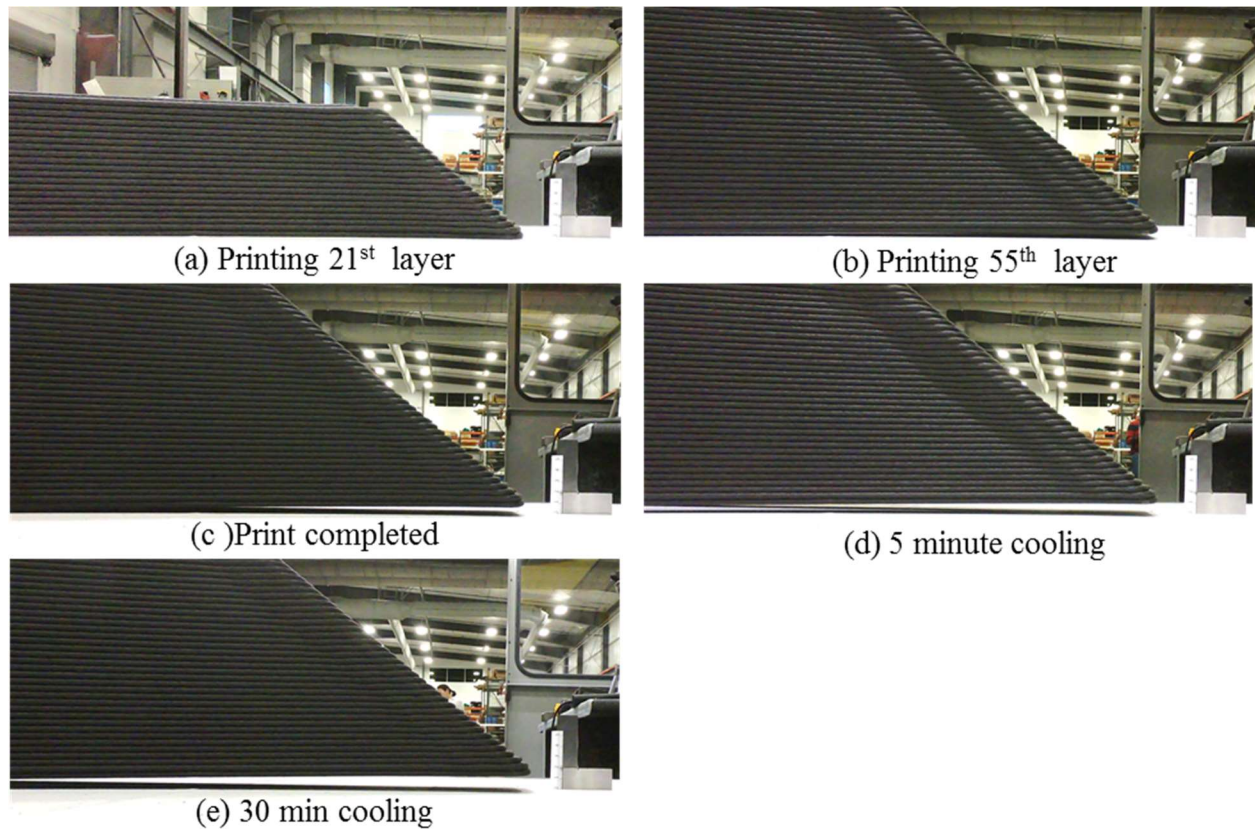 (a) Printing 21st layer
(b) Printing 55th layer
(c )Print completed
(d) 5 minute cooling
(e) 30 min cooling